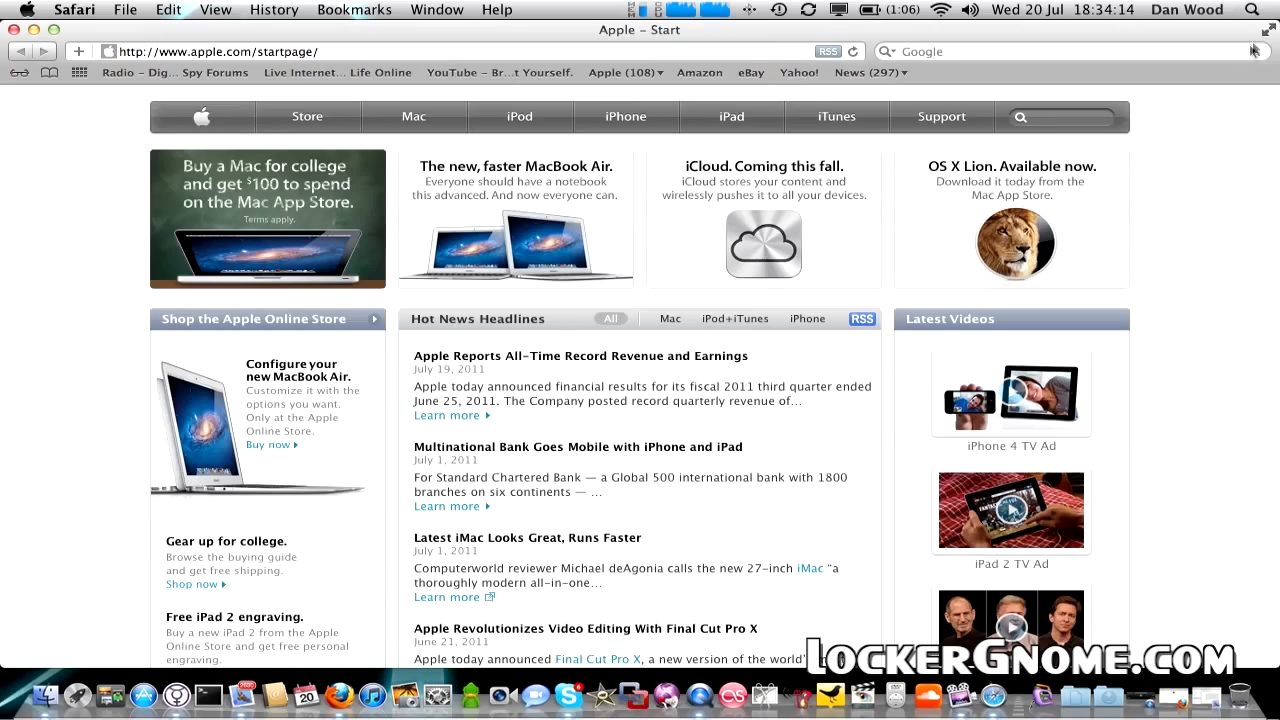 Safari File Edit View History Bookmarks Window Help (1:06) Wed 20 Jul 18:34:14 Dan Wood
Apple – Start
http://www.apple.com/startpage/ RSS Google
Radio – Dig... Spy Forums Live Internet... Life Online YouTube – Br...t Yourself. Apple (108)▾ Amazon eBay Yahoo! News (297)▾
Store Mac iPod iPhone iPad iTunes Support
Buy a Mac for college
and get $100 to spend
on the Mac App Store.
Terms apply.
The new, faster MacBook Air.
Everyone should have a notebook
this advanced. And now everyone can.
iCloud. Coming this fall.
iCloud stores your content and
wirelessly pushes it to all your devices.
OS X Lion. Available now.
Download it today from the
Mac App Store.
Shop the Apple Online Store
Configure your
new MacBook Air.
Customize it with the
options you want.
Only at the Apple
Online Store.
Buy now
Gear up for college.
Browse the buying guide
and get free shipping.
Shop now
Free iPad 2 engraving.
Buy a new iPad 2 from the Apple
Online Store and get free personal
engraving.
Hot News Headlines All Mac iPod+iTunes iPhone RSS
Apple Reports All-Time Record Revenue and Earnings
July 19, 2011
Apple today announced financial results for its fiscal 2011 third quarter ended
June 25, 2011. The Company posted record quarterly revenue of...
Learn more
Multinational Bank Goes Mobile with iPhone and iPad
July 1, 2011
For Standard Chartered Bank — a Global 500 international bank with 1800
branches on six continents — ...
Learn more
Latest iMac Looks Great, Runs Faster
July 1, 2011
Computerworld reviewer Michael deAgonia calls the new 27-inch iMac "a
thoroughly modern all-in-one...
Learn more
Apple Revolutionizes Video Editing With Final Cut Pro X
June 21, 2011
Apple today announced Final Cut Pro X, a new version of the world'
Latest Videos
iPhone 4 TV Ad
iPad 2 TV Ad
LOCKERGNOME.COM
20